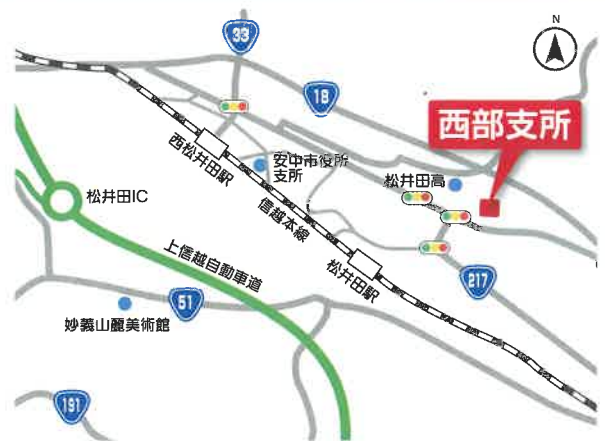 N
33
18
西部支所
西松井田駅
安中市役所
支所
松井田高
松井田IC
信越本線
上信越自動車道
松井田駅
217
51
妙義山麓美術館
191